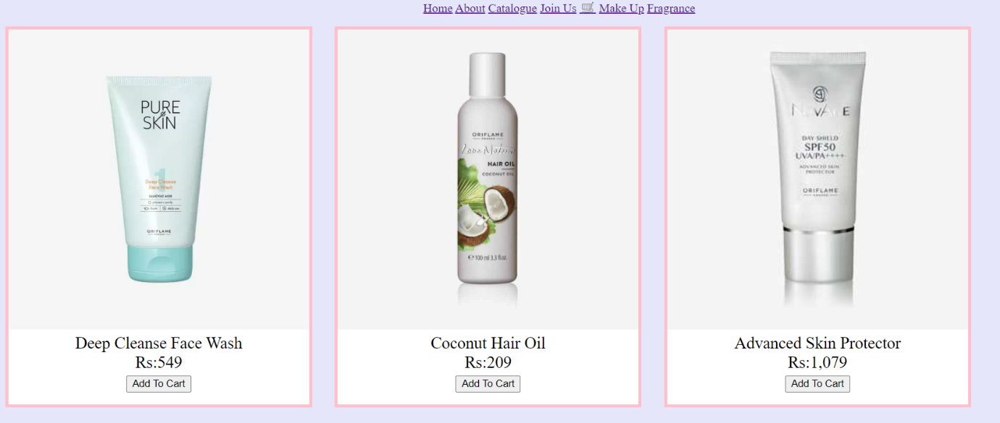 Home About Catalogue Join Us 🛒 Make Up Fragrance
PURE
SKIN
1
Deep Cleanse
Face Wash
SALICYLIC ACID
daily use
ORIFLAME
SWEDEN
Deep Cleanse Face Wash
Rs:549
Add To Cart
ORIFLAME
SWEDEN
Love Nature
HAIR OIL
COCONUT OIL
℮ 100 ml 3.3 fl.oz.
Coconut Hair Oil
Rs:209
Add To Cart
NOVAGE
DAY SHIELD
SPF50
UVA/PA++++
ADVANCED SKIN
PROTECTOR
ORIFLAME
SWEDEN
Advanced Skin Protector
Rs:1,079
Add To Cart